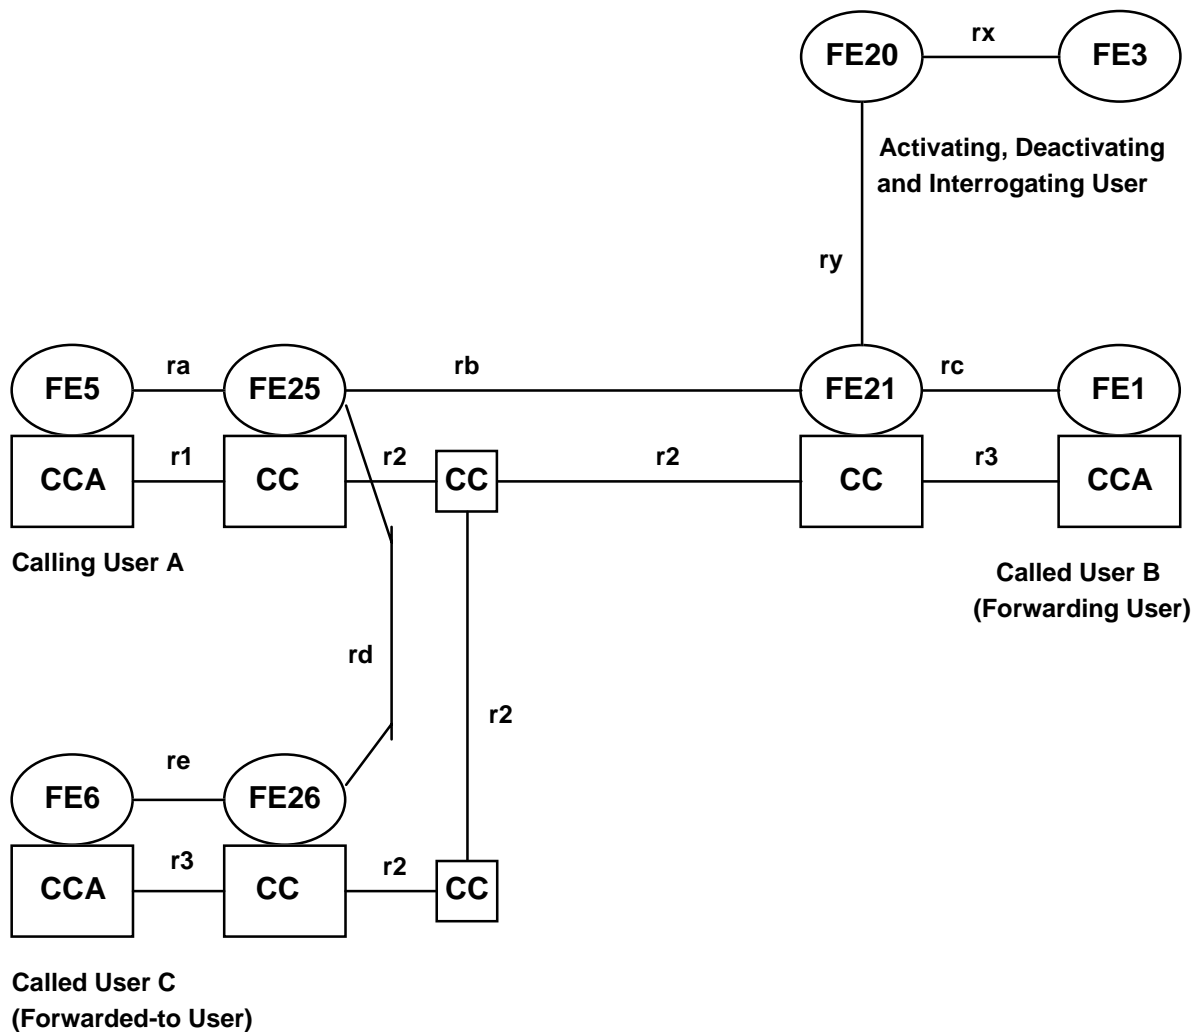 FE20 rx FE3
Activating, Deactivating
and Interrogating User
ry
FE5 ra FE25 rb FE21 rc FE1
CCA r1 CC r2 CC r2 CC r3 CCA
Calling User A
Called User B
(Forwarding User)
rd
r2
FE6 re FE26
CCA r3 CC r2 CC
Called User C
(Forwarded-to User)